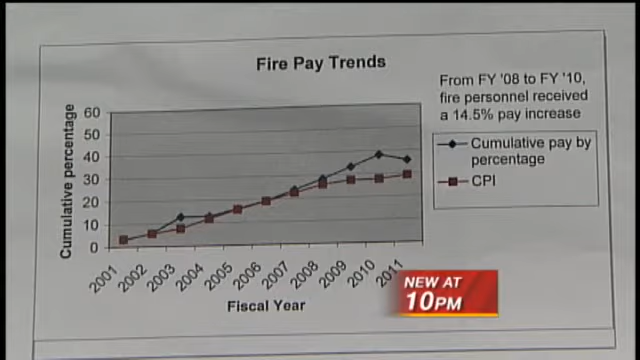 Fire Pay Trends
From FY '08 to FY '10,
fire personnel received
a 14.5% pay increase
Cumulative percentage
60
50
40
30
20
10
0
2001
2002
2003
2004
2005
2006
2007
2008
2009
2010
2011
Fiscal Year
Cumulative pay by
percentage
CPI
NEW AT
10PM